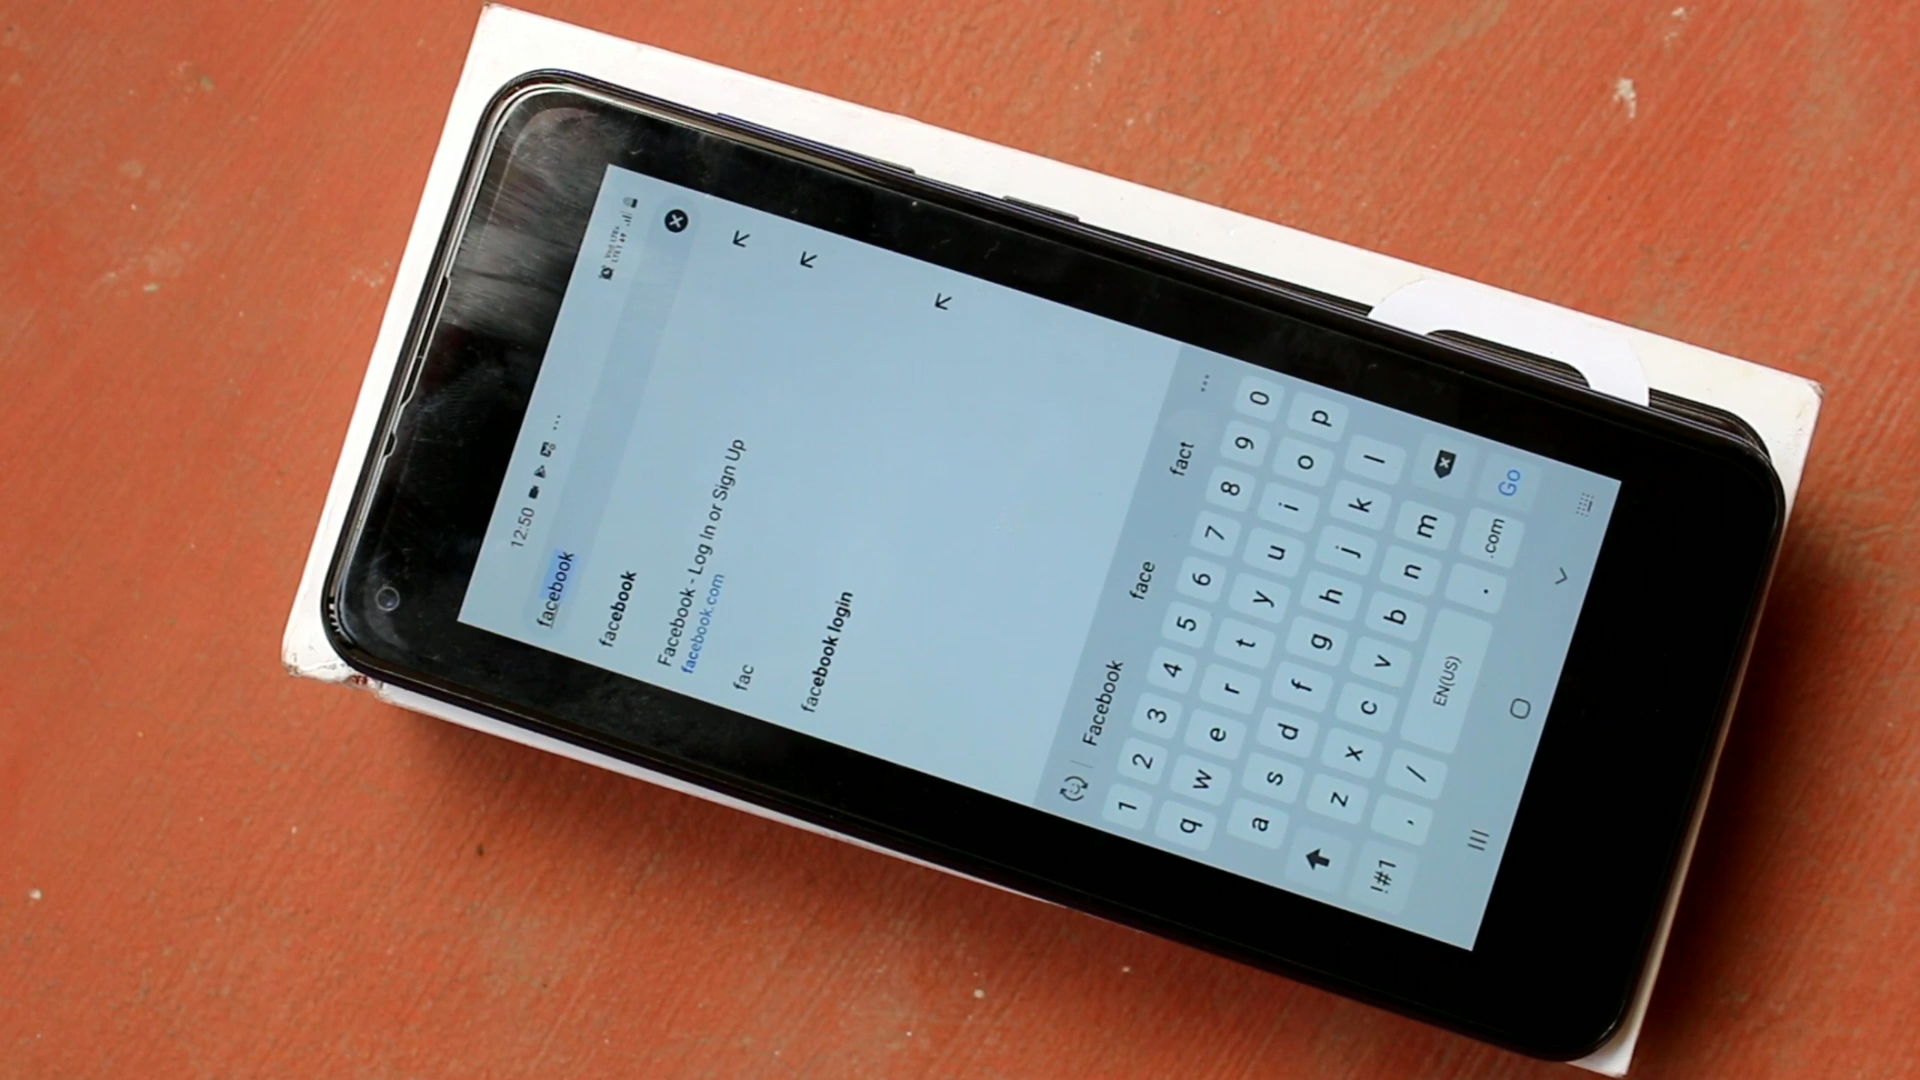 12:50
facebook
facebook
Facebook - Log In or Sign Up
facebook.com
fac
facebook login
Facebook face fact
1 2 3 4 5 6 7 8 9 0
q w e r t y u i o p
a s d f g h j k l
z x c v b n m
!#1 , / EN(US) . .com Go